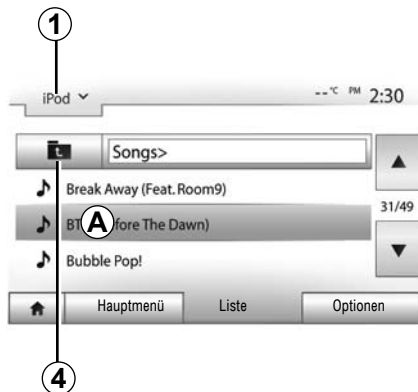 1
iPod --°C PM 2:30
Songs>
Break Away (Feat. Room9)
31/49
A
fore The Dawn)
Bubble Pop!
Hauptmenü Liste Optionen
4